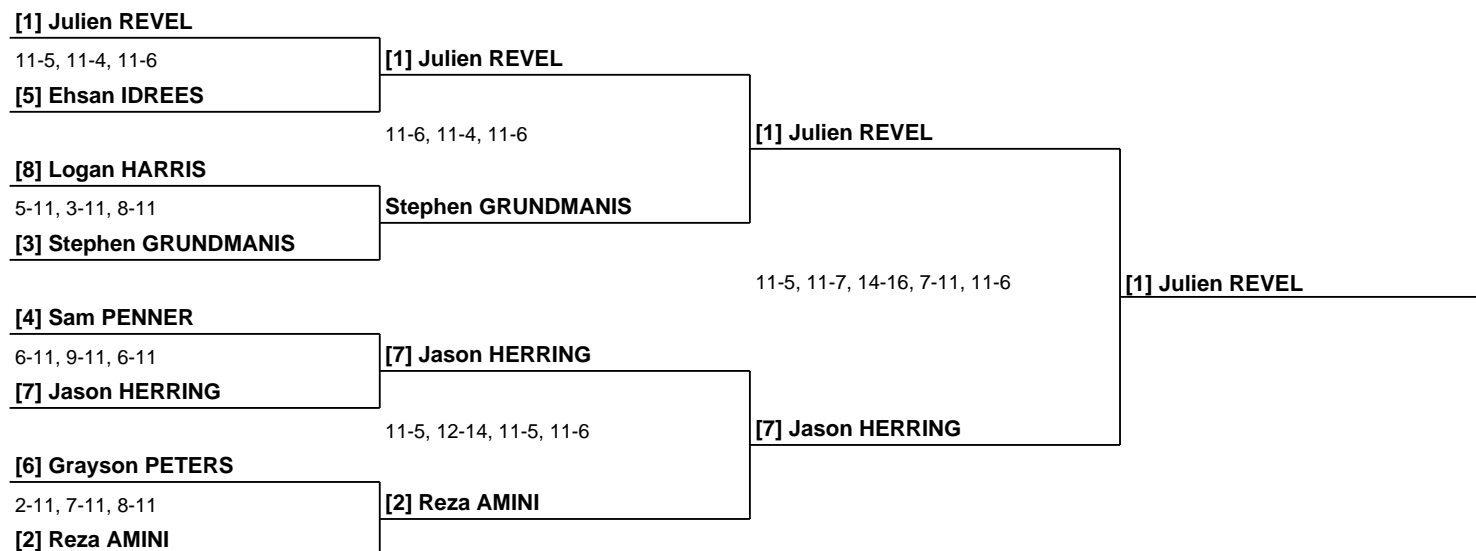 [1] Julien REVEL
11-5, 11-4, 11-6
[1] Julien REVEL
[5] Ehsan IDREES
11-6, 11-4, 11-6
[1] Julien REVEL
[8] Logan HARRIS
5-11, 3-11, 8-11
Stephen GRUNDMANIS
[3] Stephen GRUNDMANIS
11-5, 11-7, 14-16, 7-11, 11-6
[1] Julien REVEL
[4] Sam PENNER
6-11, 9-11, 6-11
[7] Jason HERRING
[7] Jason HERRING
11-5, 12-14, 11-5, 11-6
[7] Jason HERRING
[6] Grayson PETERS
2-11, 7-11, 8-11
[2] Reza AMINI
[2] Reza AMINI